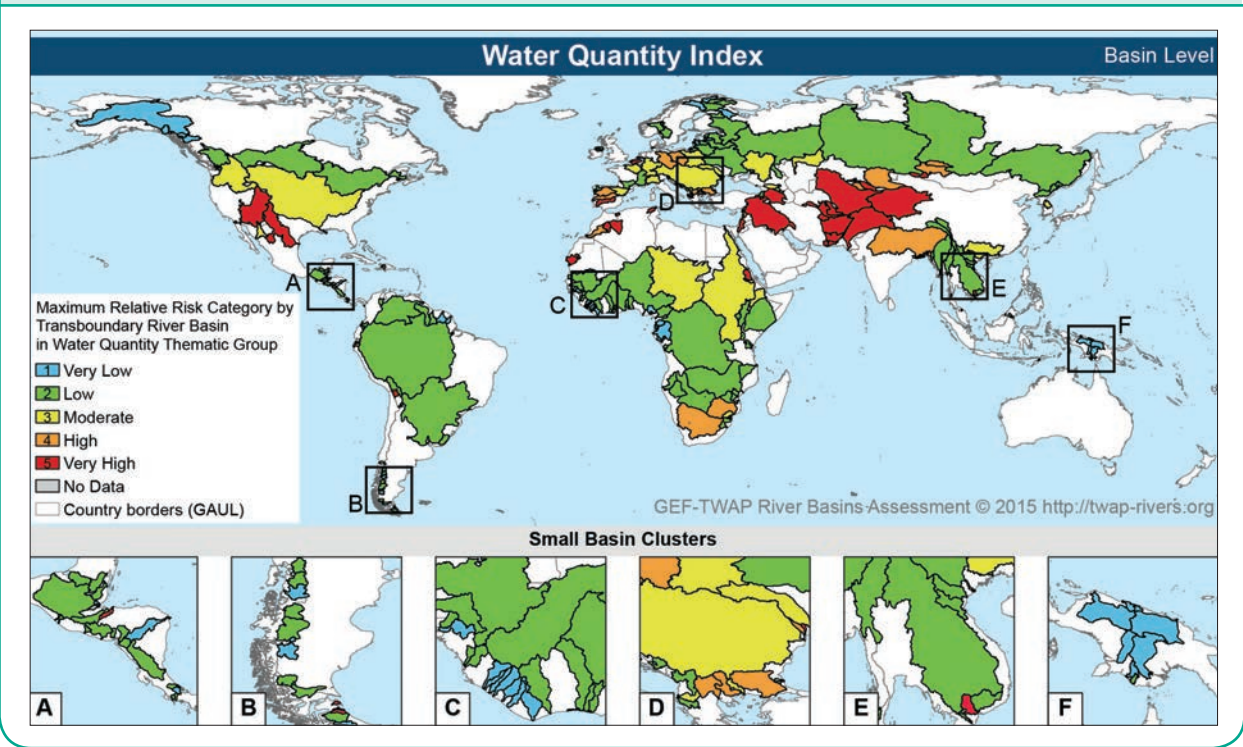 Water Quantity Index
Basin Level
A
B
C
D
E
F
Maximum Relative Risk Category by
Transboundary River Basin
in Water Quantity Thematic Group
1 Very Low
2 Low
3 Moderate
4 High
5 Very High
No Data
Country borders (GAUL)
GEF-TWAP River Basins Assessment © 2015 http://twap-rivers.org
Small Basin Clusters
A
B
C
D
E
F